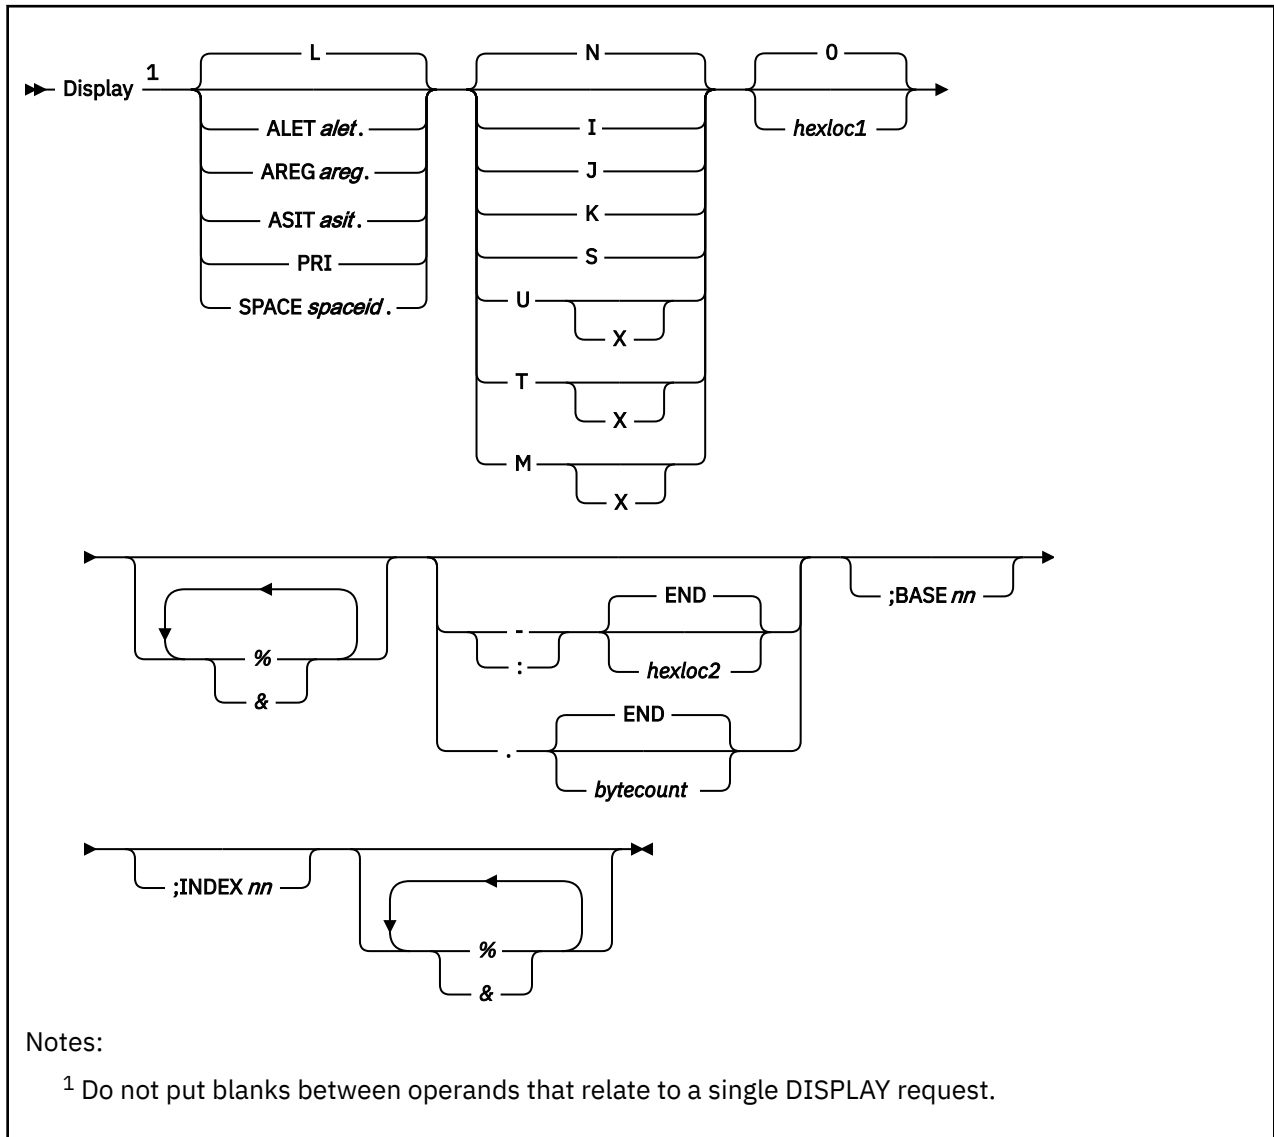 L N 0
Display 1
ALET alet. I hexloc1
AREG areg. J
ASIT asit. K
PRI S
SPACE spaceid. U
X
T
X
M
X
END ;BASE nn
% - hexloc2
& :
END
.
bytecount
;INDEX nn
%
&
Notes:
1 Do not put blanks between operands that relate to a single DISPLAY request.